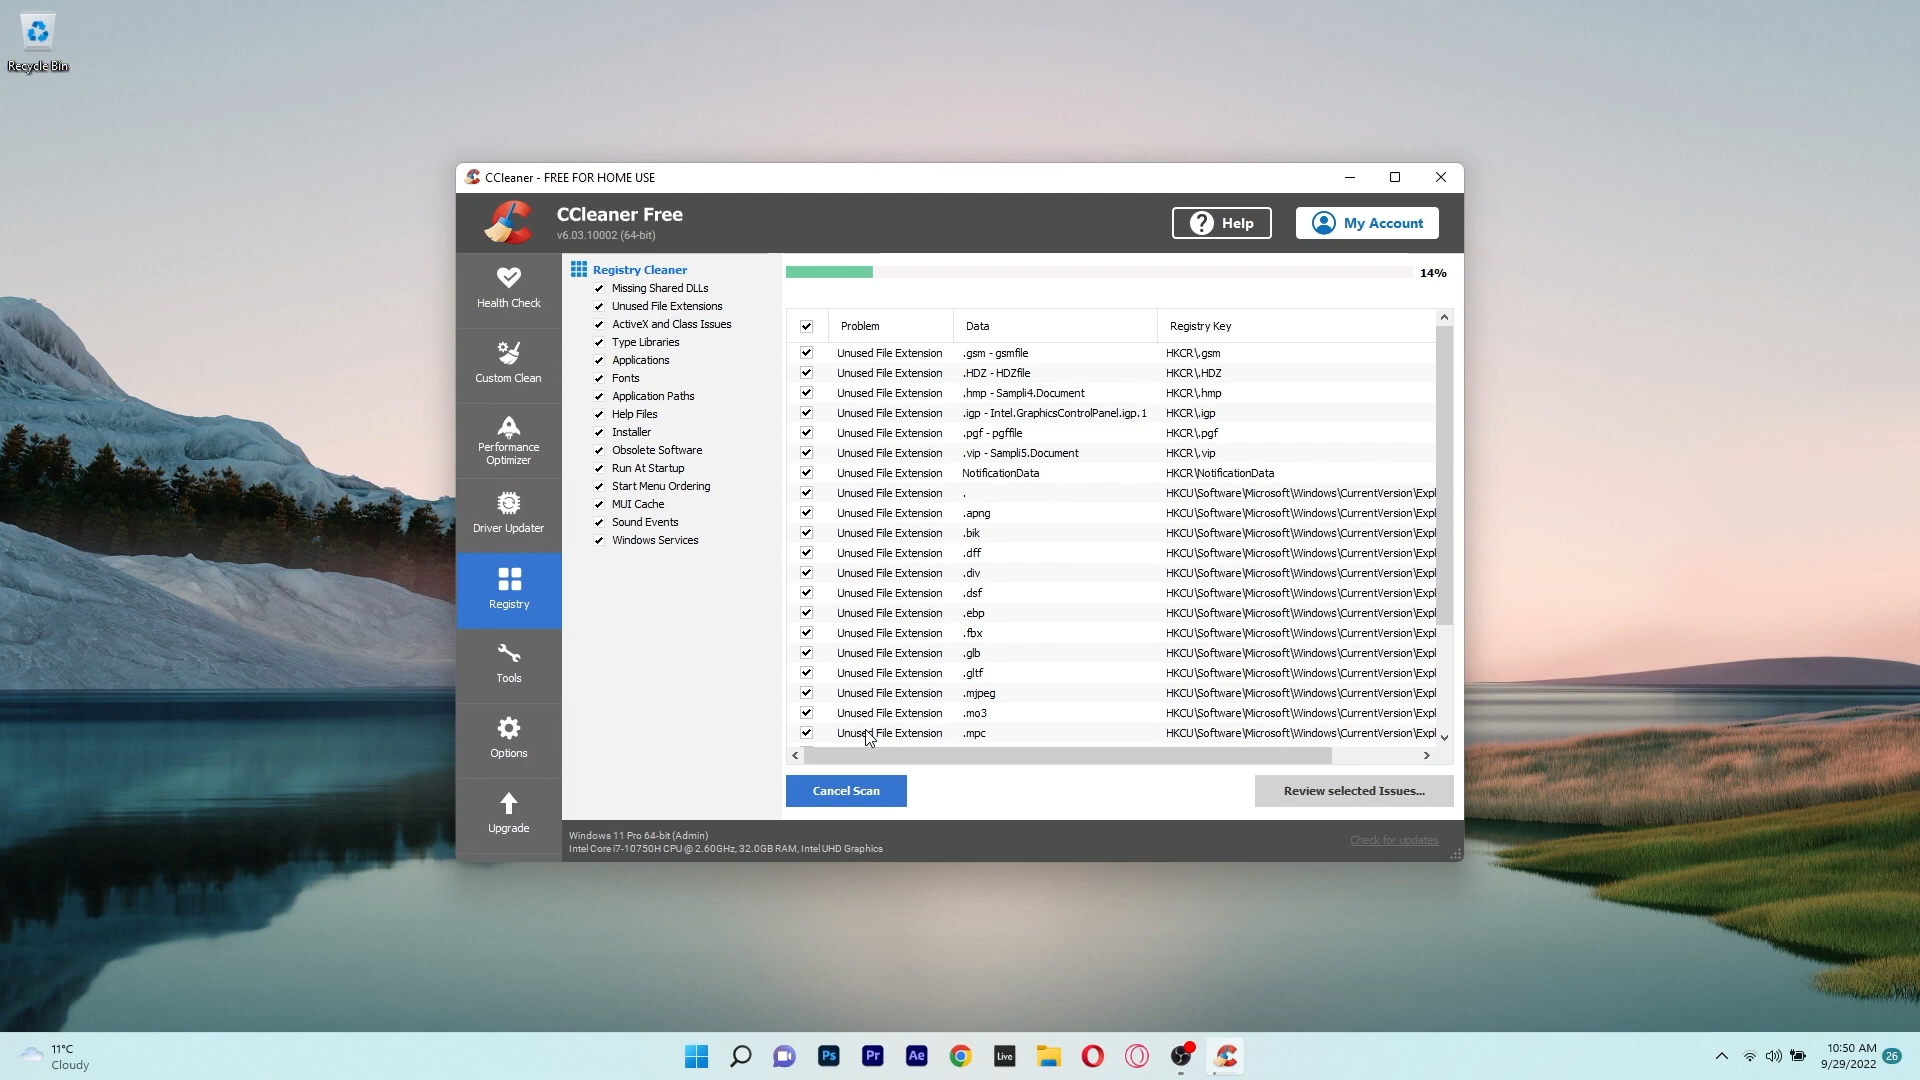 Recycle Bin
CCleaner - FREE FOR HOME USE
CCleaner Free
v6.03.10002 (64-bit)
Help
My Account
Health Check
Custom Clean
Performance
Optimizer
Driver Updater
Registry
Tools
Options
Upgrade
Registry Cleaner
Missing Shared DLLs
Unused File Extensions
ActiveX and Class Issues
Type Libraries
Applications
Fonts
Application Paths
Help Files
Installer
Obsolete Software
Run At Startup
Start Menu Ordering
MUI Cache
Sound Events
Windows Services
14%
Problem Data Registry Key
Unused File Extension .gsm - gsmfile HKCR\.gsm
Unused File Extension .HDZ - HDZfile HKCR\.HDZ
Unused File Extension .hmp - Sampli4.Document HKCR\.hmp
Unused File Extension .igp - Intel.GraphicsControlPanel.igp.1 HKCR\.igp
Unused File Extension .pgf - pgffile HKCR\.pgf
Unused File Extension .vip - Sampli5.Document HKCR\.vip
Unused File Extension NotificationData HKCR\NotificationData
Unused File Extension . HKCU\Software\Microsoft\Windows\CurrentVersion\Expl
Unused File Extension .apng HKCU\Software\Microsoft\Windows\CurrentVersion\Expl
Unused File Extension .bik HKCU\Software\Microsoft\Windows\CurrentVersion\Expl
Unused File Extension .dff HKCU\Software\Microsoft\Windows\CurrentVersion\Expl
Unused File Extension .div HKCU\Software\Microsoft\Windows\CurrentVersion\Expl
Unused File Extension .dsf HKCU\Software\Microsoft\Windows\CurrentVersion\Expl
Unused File Extension .ebp HKCU\Software\Microsoft\Windows\CurrentVersion\Expl
Unused File Extension .fbx HKCU\Software\Microsoft\Windows\CurrentVersion\Expl
Unused File Extension .glb HKCU\Software\Microsoft\Windows\CurrentVersion\Expl
Unused File Extension .gltf HKCU\Software\Microsoft\Windows\CurrentVersion\Expl
Unused File Extension .mjpeg HKCU\Software\Microsoft\Windows\CurrentVersion\Expl
Unused File Extension .mo3 HKCU\Software\Microsoft\Windows\CurrentVersion\Expl
Unused File Extension .mpc HKCU\Software\Microsoft\Windows\CurrentVersion\Expl
Cancel Scan
Review selected Issues...
Windows 11 Pro 64-bit (Admin)
Intel Core i7-10750H CPU @ 2.60GHz, 32.0GB RAM, Intel UHD Graphics
Check for updates
11°C
Cloudy
Ps
Pr
Ae
Live
10:50 AM
9/29/2022
26